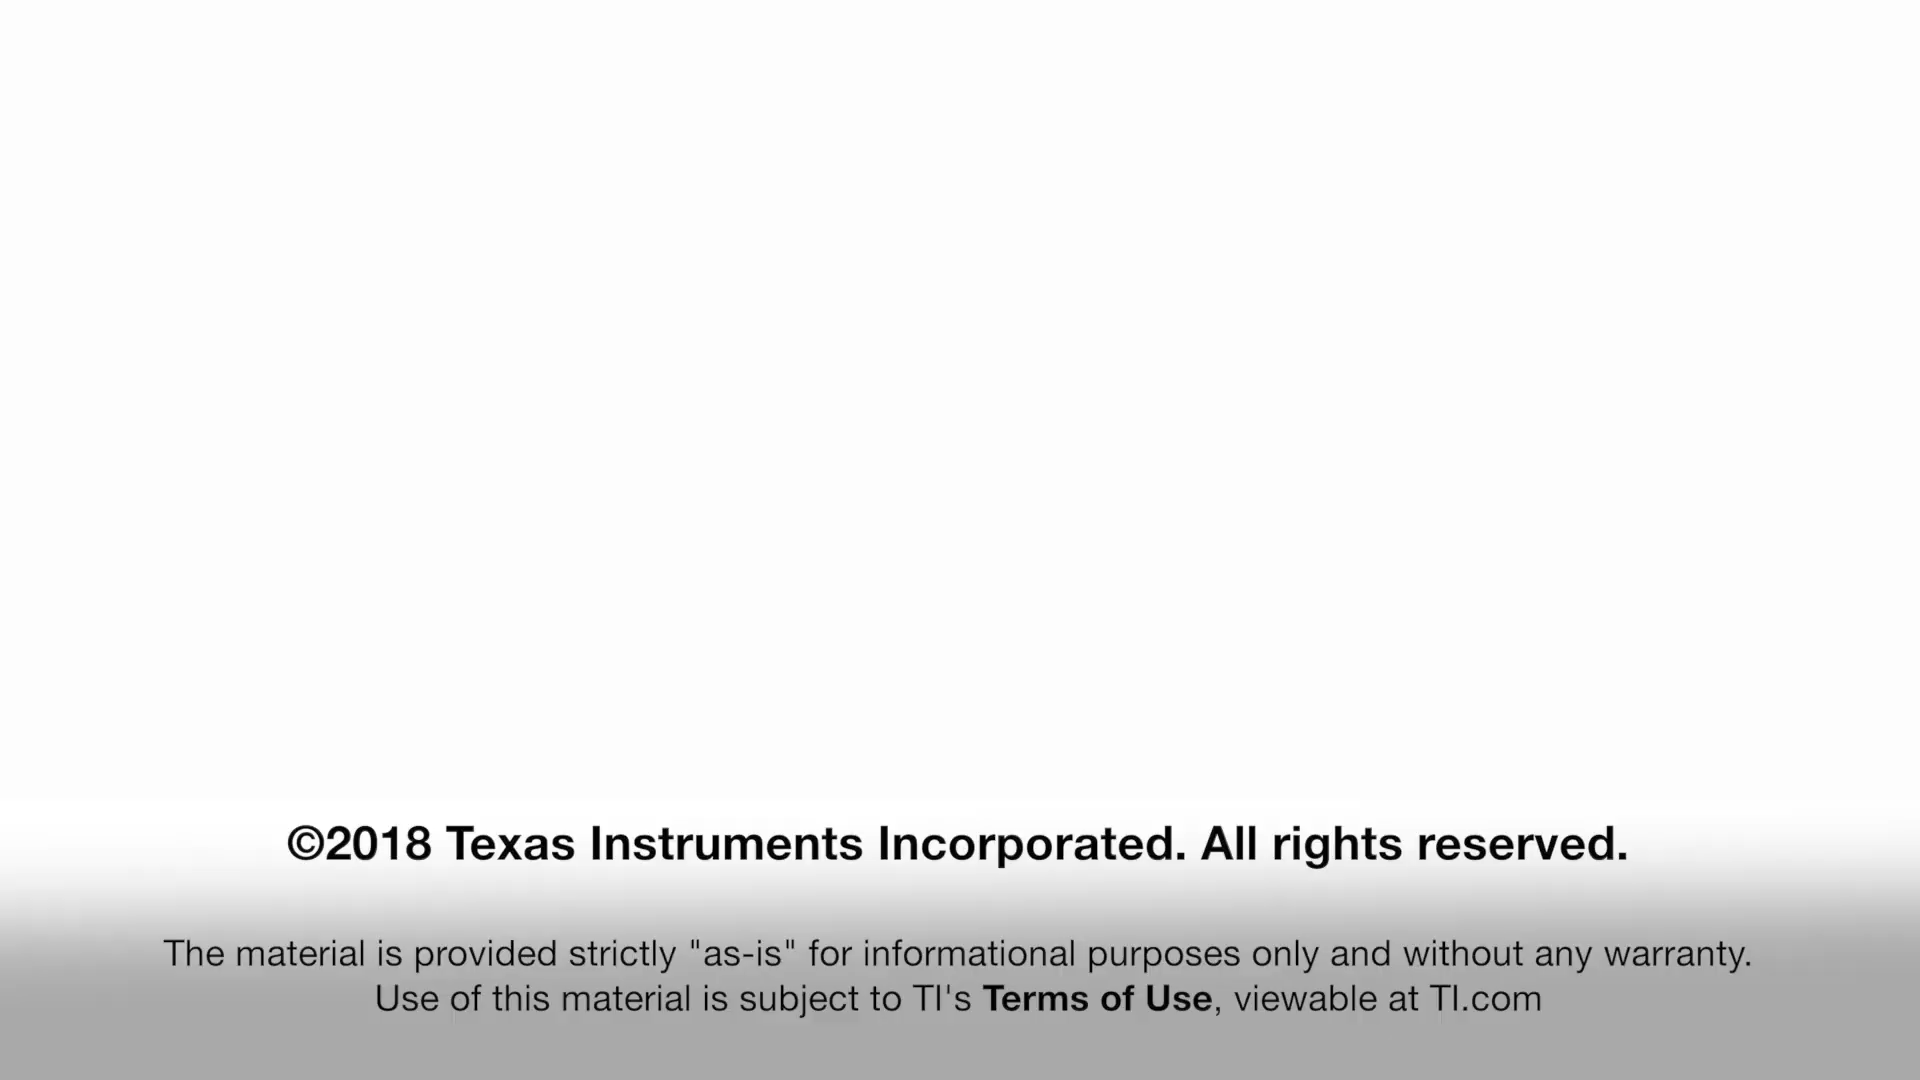 ©2018 Texas Instruments Incorporated. All rights reserved.
The material is provided strictly "as-is" for informational purposes only and without any warranty.
Use of this material is subject to TI's Terms of Use, viewable at TI.com